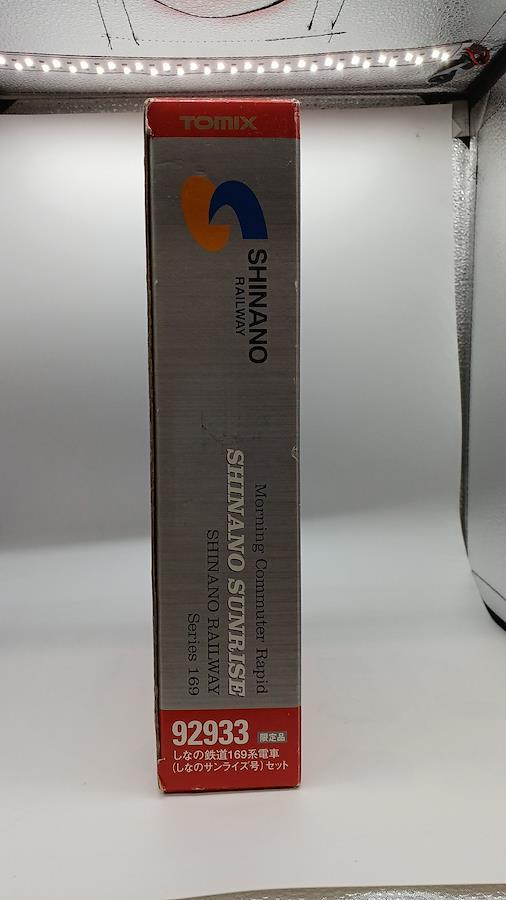 TOMIX
SHINANO
RAILWAY
Morning Commuter Rapid
SHINANO SUNRISE
SHINANO RAILWAY
Series 169
92933 限定品
しなの鉄道169系電車
(しなのサンライズ号)セット